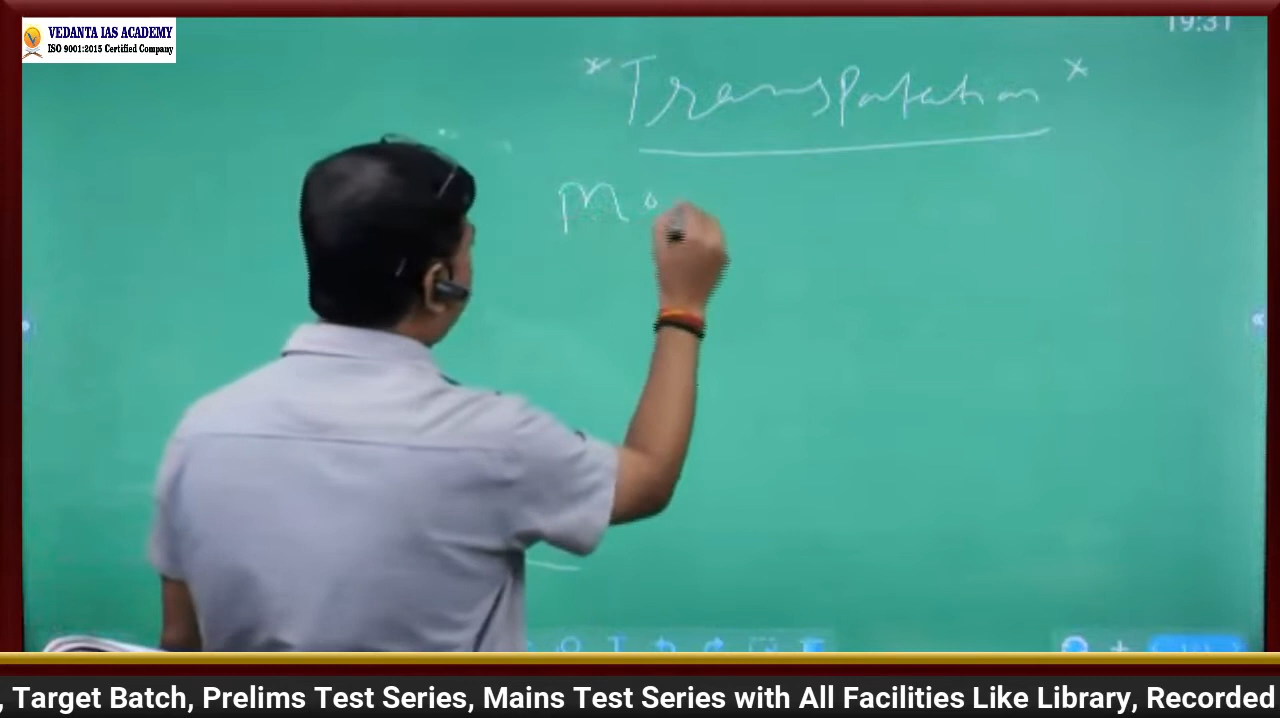 VEDANTA IAS ACADEMY
ISO 9001:2015 Certified Company
19:31
* Transportation *
Mo
, Target Batch, Prelims Test Series, Mains Test Series with All Facilities Like Library, Recorded